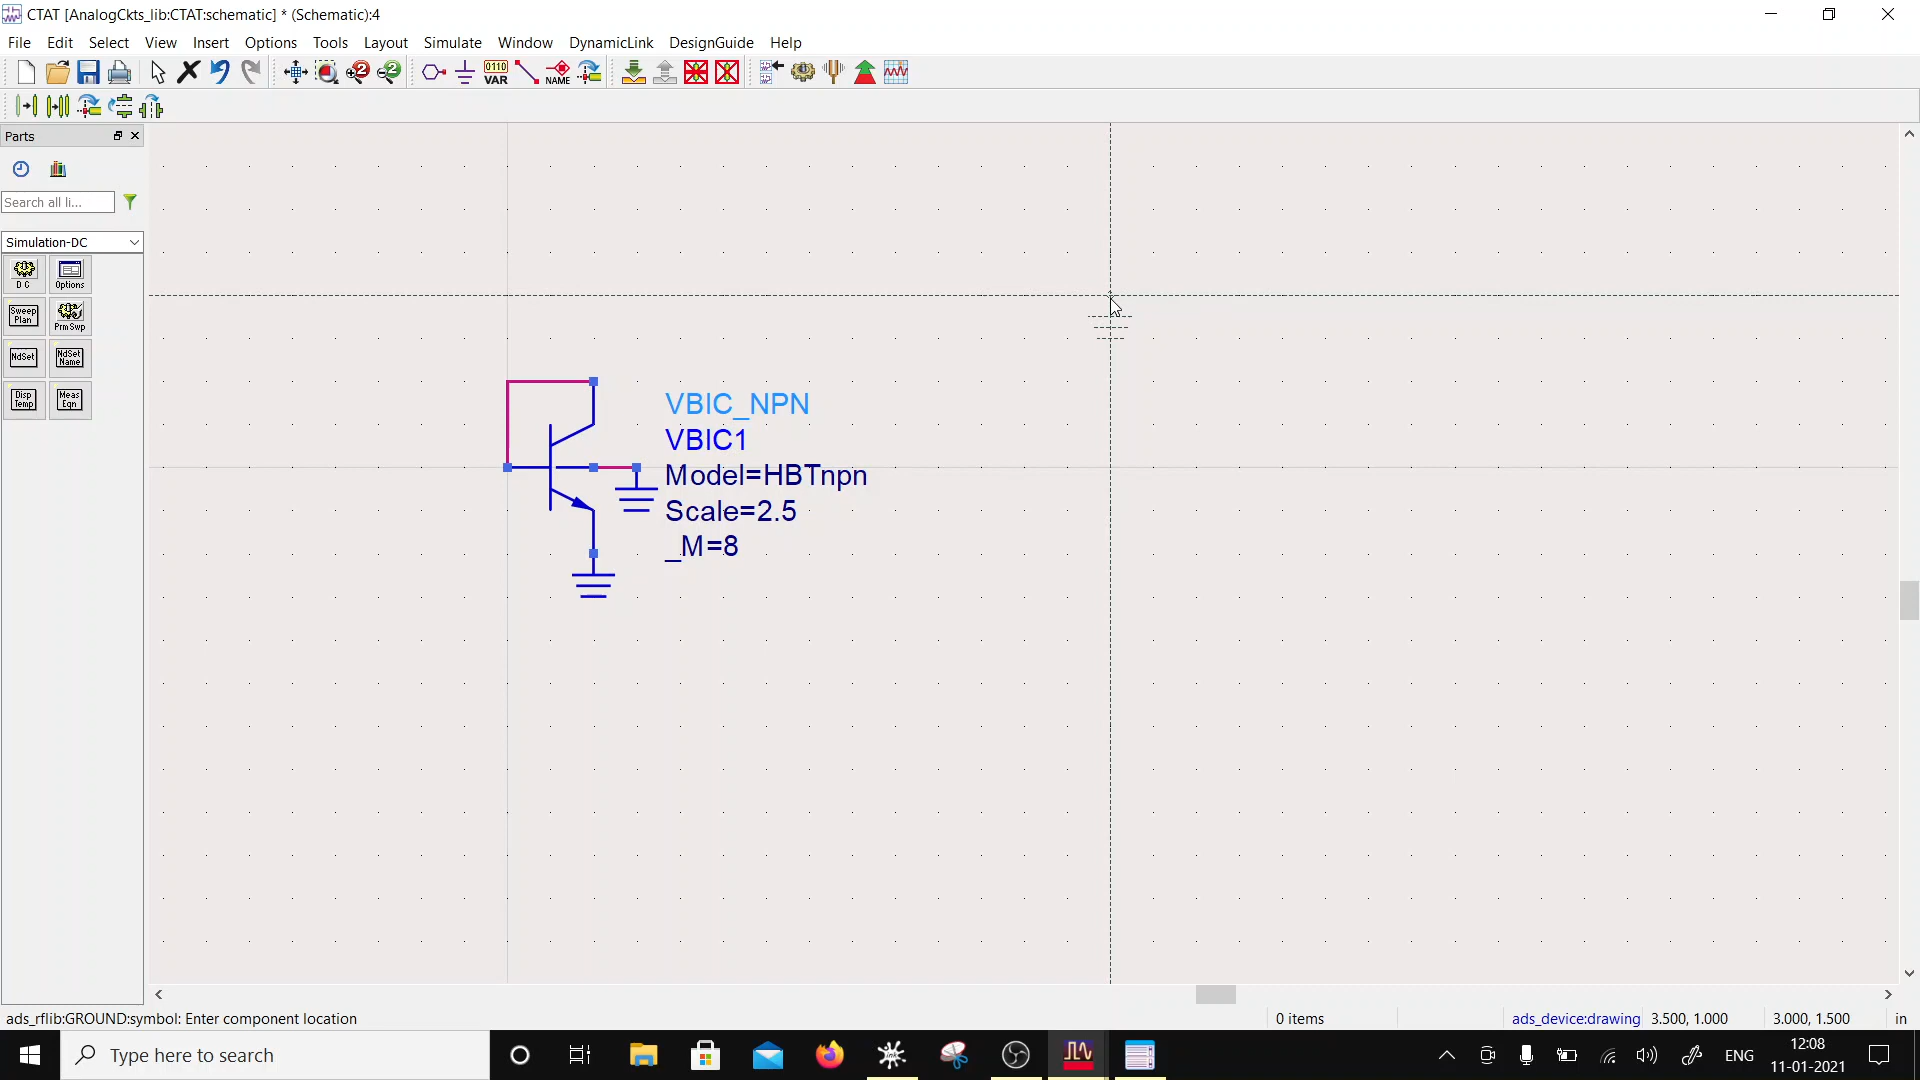 CTAT [AnalogCkts_lib:CTAT:schematic] * (Schematic):4
File Edit Select View Insert Options Tools Layout Simulate Window DynamicLink DesignGuide Help
0110 VAR
NAME
Parts
Search all li...
Simulation-DC
DC Options
Sweep Plan Prm Swp
NdSet NdSet Name
Disp Temp Meas Eqn
VBIC_NPN
VBIC1
Model=HBTnpn
Scale=2.5
_M=8
ads_rflib:GROUND:symbol: Enter component location 0 items ads_device:drawing 3.500, 1.000 3.000, 1.500 in
Type here to search
ink
ENG
12:08
11-01-2021